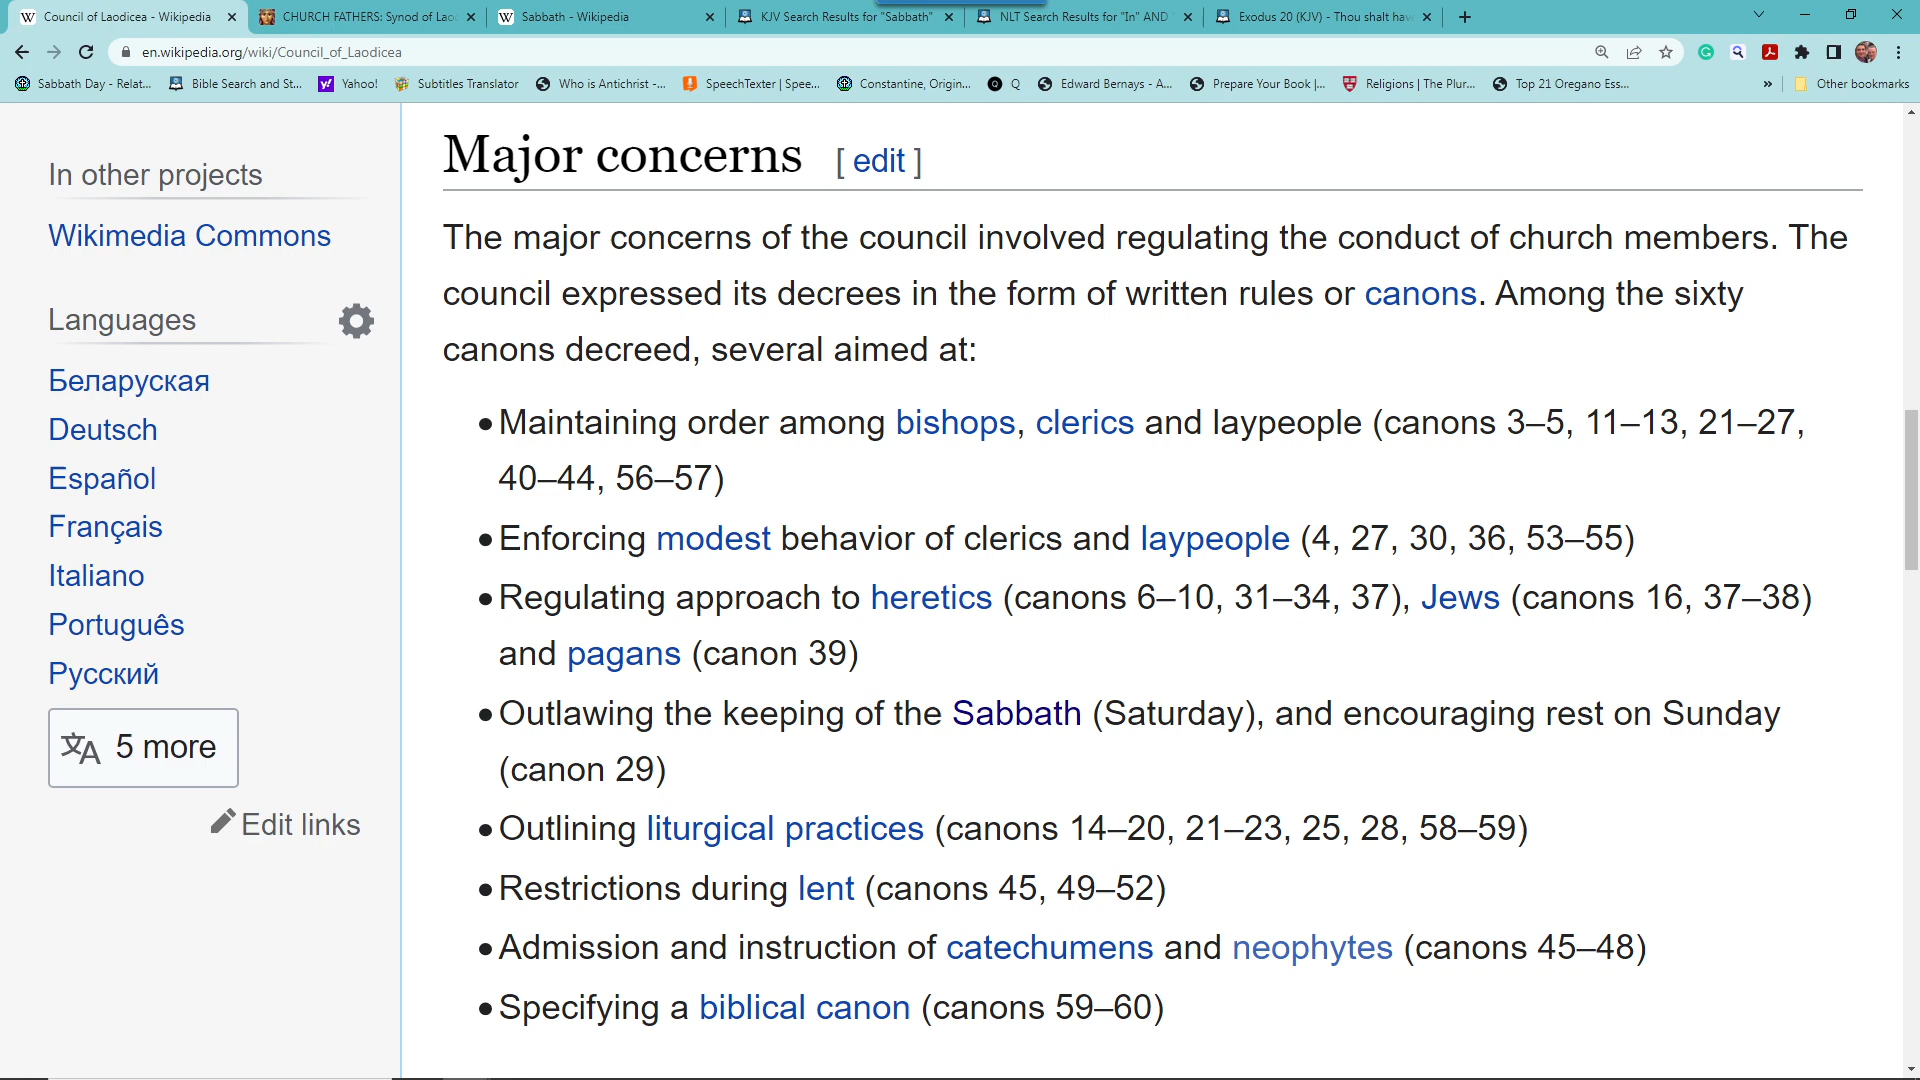 Council of Laodicea - Wikipedia
CHURCH FATHERS: Synod of Lao
Sabbath - Wikipedia
KJV Search Results for "Sabbath"
NLT Search Results for "In" AND
Exodus 20 (KJV) - Thou shalt hav
en.wikipedia.org/wiki/Council_of_Laodicea
Sabbath Day - Relat...
Bible Search and St...
Yahoo!
Subtitles Translator
Who is Antichrist -...
SpeechTexter | Spee...
Constantine, Origin...
Q
Edward Bernays - A...
Prepare Your Book |...
Religions | The Plur...
Top 21 Oregano Ess...
»
Other bookmarks
In other projects
Wikimedia Commons
Languages
Беларуская
Deutsch
Español
Français
Italiano
Português
Русский
5 more
Edit links
Major concerns [ edit ]
The major concerns of the council involved regulating the conduct of church members. The
council expressed its decrees in the form of written rules or canons. Among the sixty
canons decreed, several aimed at:
• Maintaining order among bishops, clerics and laypeople (canons 3–5, 11–13, 21–27,
40–44, 56–57)
• Enforcing modest behavior of clerics and laypeople (4, 27, 30, 36, 53–55)
• Regulating approach to heretics (canons 6–10, 31–34, 37), Jews (canons 16, 37–38)
and pagans (canon 39)
• Outlawing the keeping of the Sabbath (Saturday), and encouraging rest on Sunday
(canon 29)
• Outlining liturgical practices (canons 14–20, 21–23, 25, 28, 58–59)
• Restrictions during lent (canons 45, 49–52)
• Admission and instruction of catechumens and neophytes (canons 45–48)
• Specifying a biblical canon (canons 59–60)